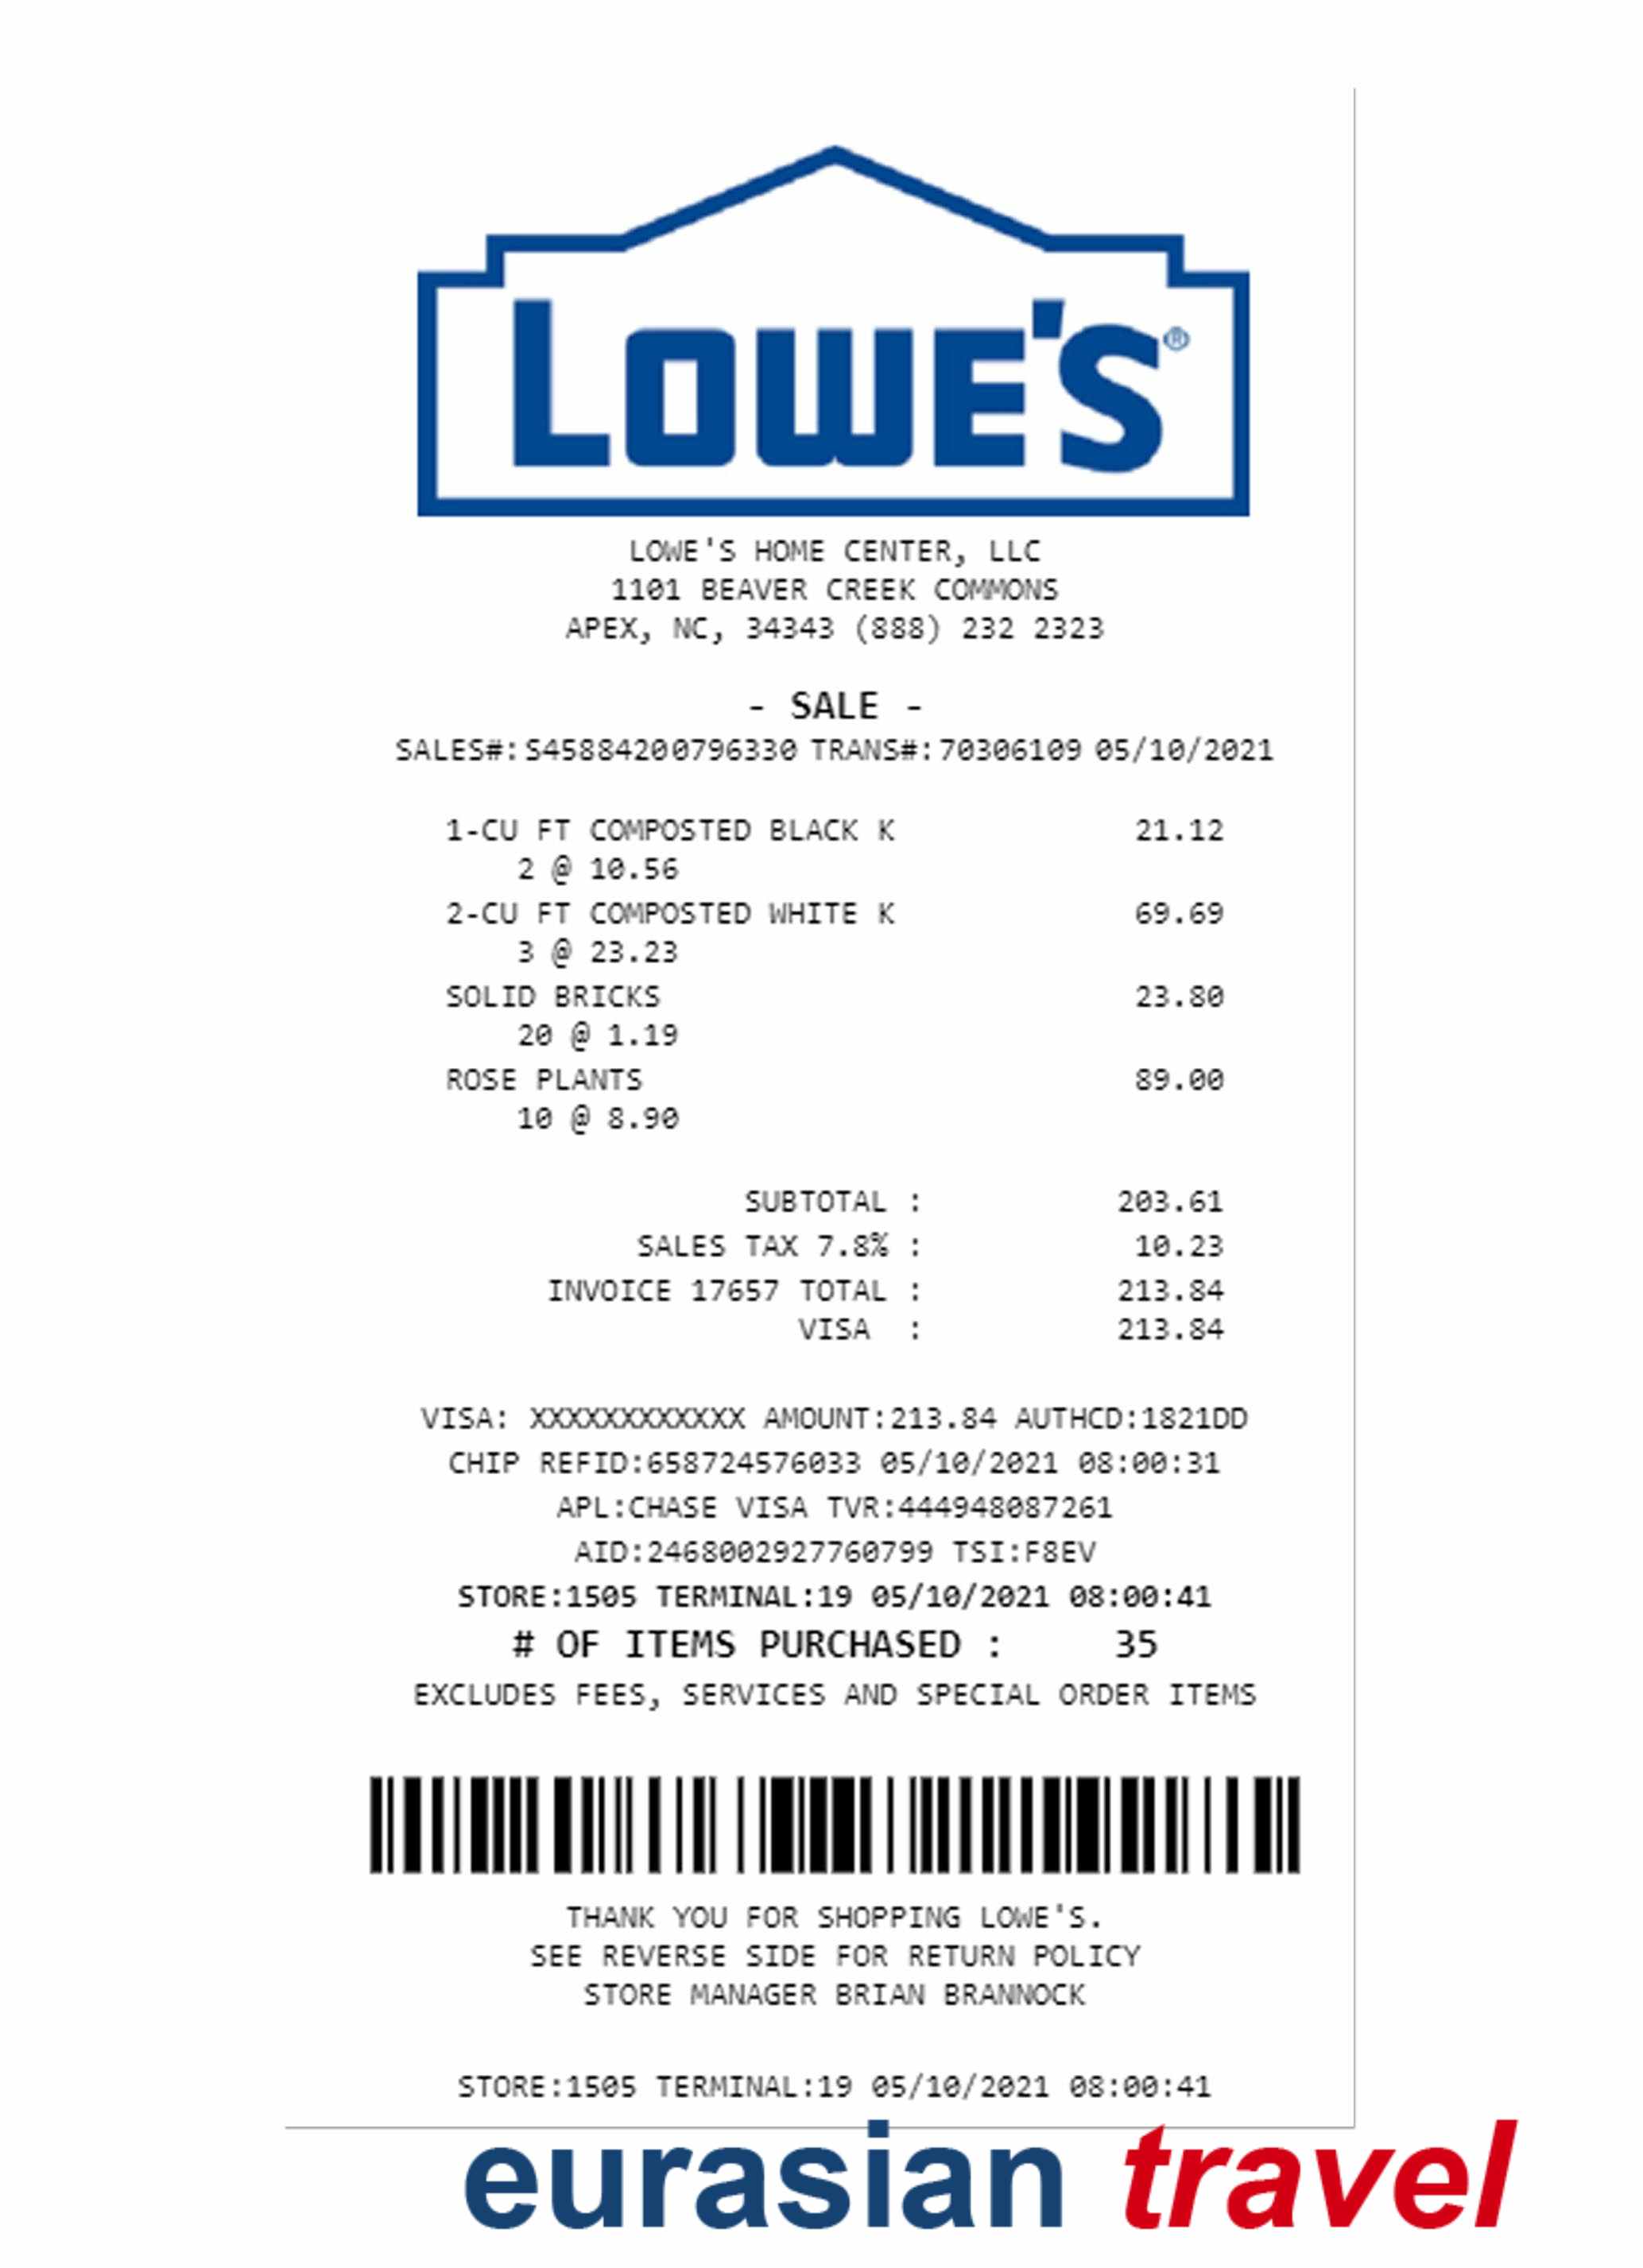 LOWE'S®
LOWE'S HOME CENTER, LLC
1101 BEAVER CREEK COMMONS
APEX, NC, 34343 (888) 232 2323
- SALE -
SALES#:S45884200796330 TRANS#:70306109 05/10/2021
1-CU FT COMPOSTED BLACK K 21.12
2 @ 10.56
2-CU FT COMPOSTED WHITE K 69.69
3 @ 23.23
SOLID BRICKS 23.80
20 @ 1.19
ROSE PLANTS 89.00
10 @ 8.90
SUBTOTAL : 203.61
SALES TAX 7.8% : 10.23
INVOICE 17657 TOTAL : 213.84
VISA : 213.84
VISA: XXXXXXXXXXXX AMOUNT:213.84 AUTHCD:1821DD
CHIP REFID:658724576033 05/10/2021 08:00:31
APL:CHASE VISA TVR:444948087261
AID:2468002927760799 TSI:F8EV
STORE:1505 TERMINAL:19 05/10/2021 08:00:41
# OF ITEMS PURCHASED : 35
EXCLUDES FEES, SERVICES AND SPECIAL ORDER ITEMS
THANK YOU FOR SHOPPING LOWE'S.
SEE REVERSE SIDE FOR RETURN POLICY
STORE MANAGER BRIAN BRANNOCK
STORE:1505 TERMINAL:19 05/10/2021 08:00:41
eurasian travel